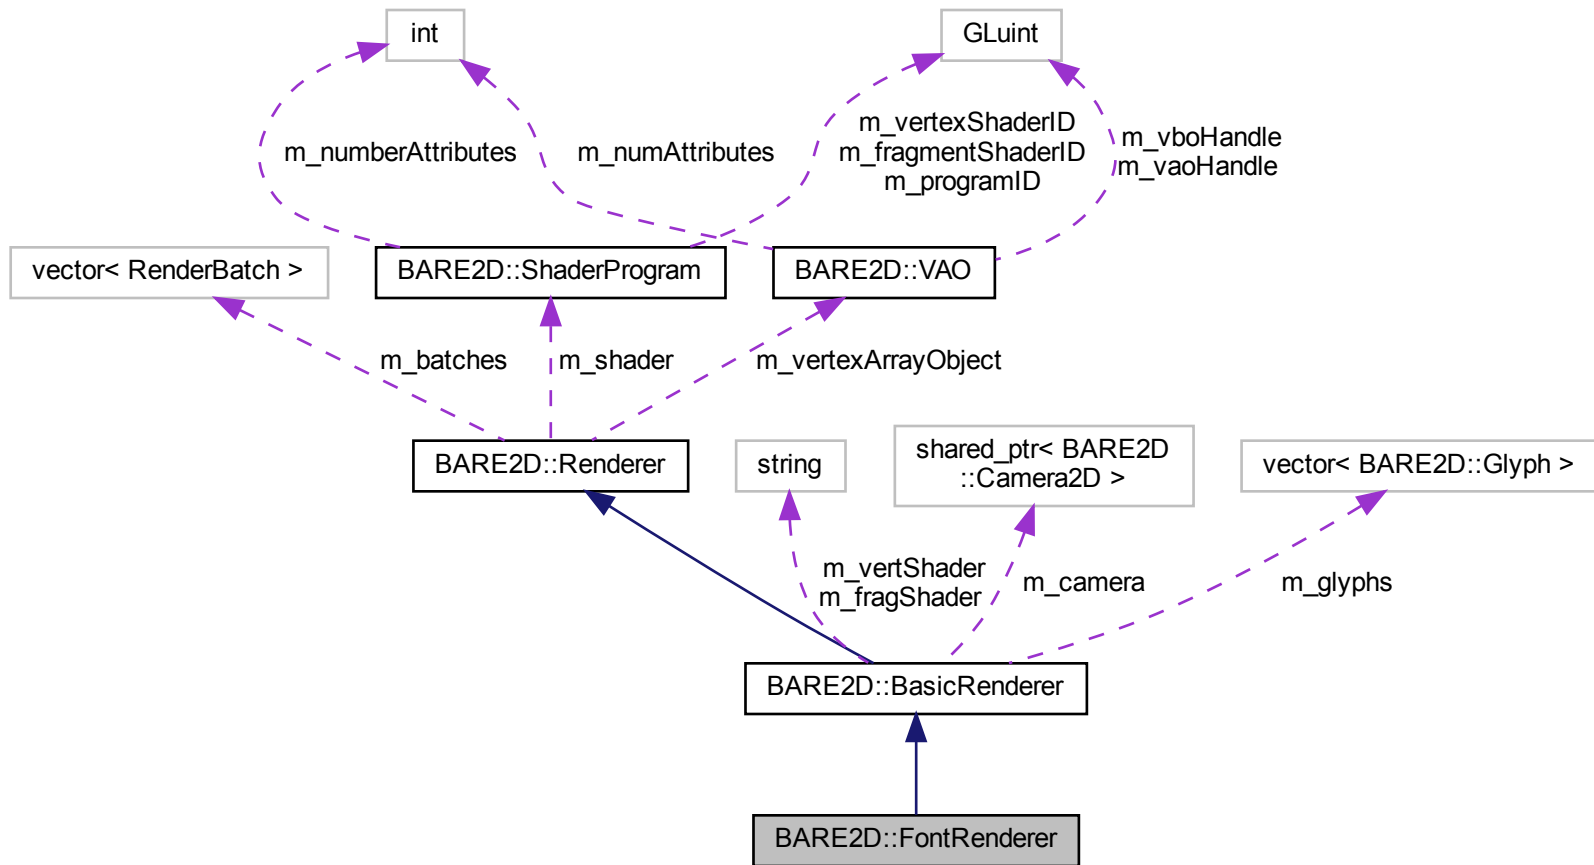 int
GLuint
m_numberAttributes
m_numAttributes
m_vertexShaderID
m_fragmentShaderID
m_programID
m_vboHandle
m_vaoHandle
vector< RenderBatch >
BARE2D::ShaderProgram
BARE2D::VAO
m_batches
m_shader
m_vertexArrayObject
BARE2D::Renderer
string
shared_ptr< BARE2D
::Camera2D >
vector< BARE2D::Glyph >
m_vertShader
m_fragShader
m_camera
m_glyphs
BARE2D::BasicRenderer
BARE2D::FontRenderer